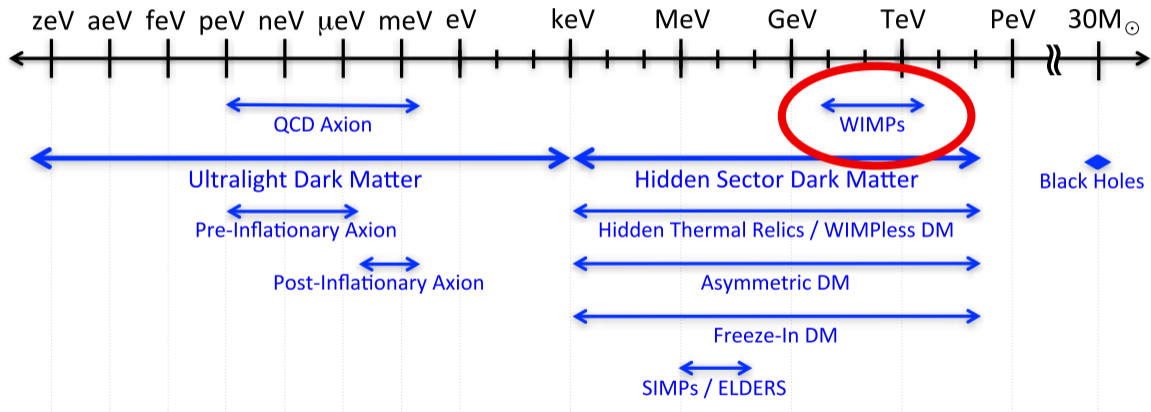 zeV aeV feV peV neV μeV meV eV keV MeV GeV TeV PeV 30M☉
QCD Axion
WIMPs
Ultralight Dark Matter
Hidden Sector Dark Matter
Black Holes
Pre-Inflationary Axion
Hidden Thermal Relics / WIMPless DM
Post-Inflationary Axion
Asymmetric DM
Freeze-In DM
SIMPs / ELDERS